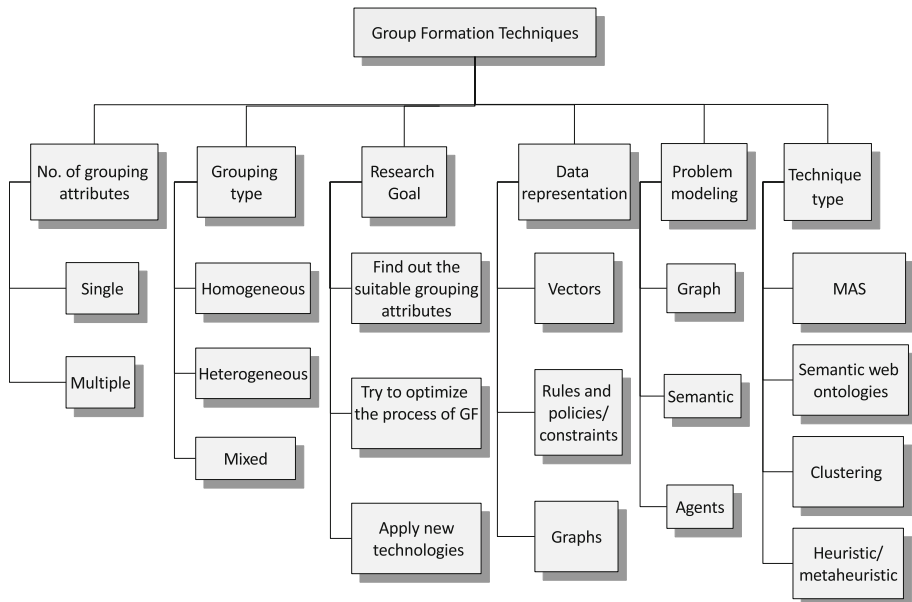 Group Formation Techniques
No. of grouping
attributes
Single
Multiple
Grouping
type
Homogeneous
Heterogeneous
Mixed
Research
Goal
Find out the
suitable grouping
attributes
Try to optimize
the process of GF
Apply new
technologies
Data
representation
Vectors
Rules and
policies/
constraints
Graphs
Problem
modeling
Graph
Semantic
Agents
Technique
type
MAS
Semantic web
ontologies
Clustering
Heuristic/
metaheuristic